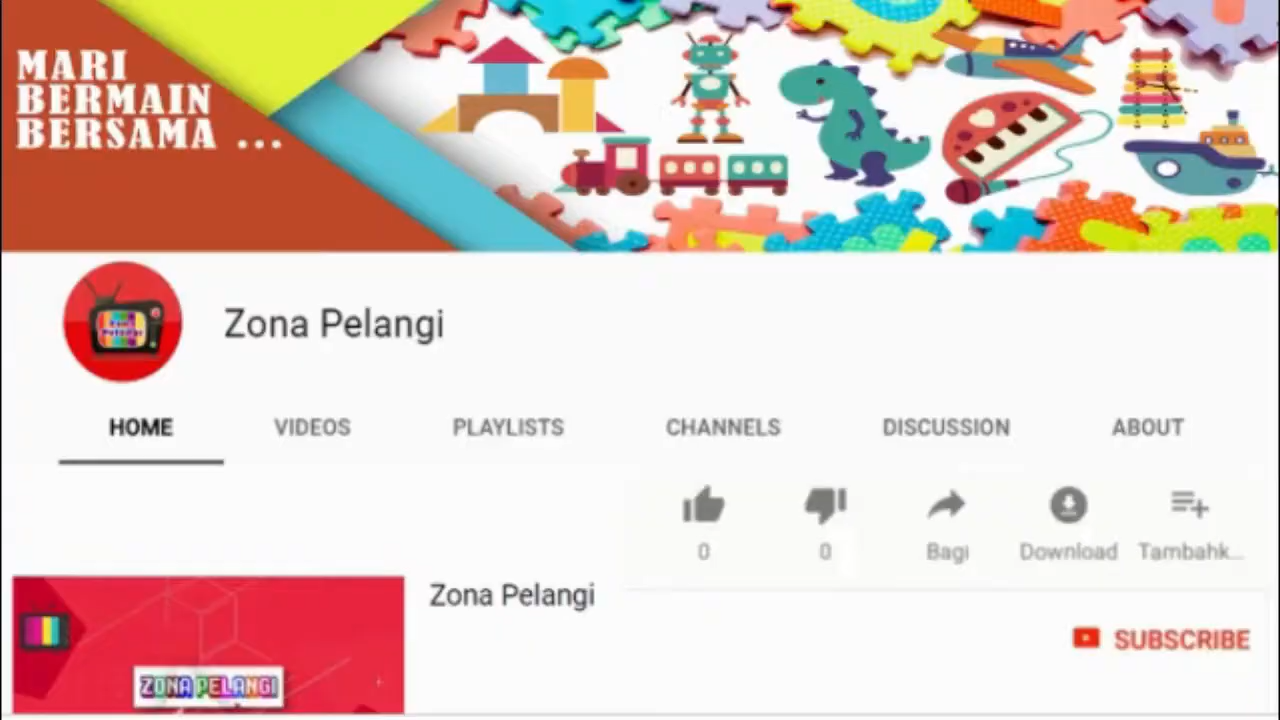 MARI
BERMAIN
BERSAMA ...
Zona Pelangi
HOME VIDEOS PLAYLISTS CHANNELS DISCUSSION ABOUT
0 0 Bagi Download Tambahk...
Zona Pelangi
SUBSCRIBE
ZONA PELANGI